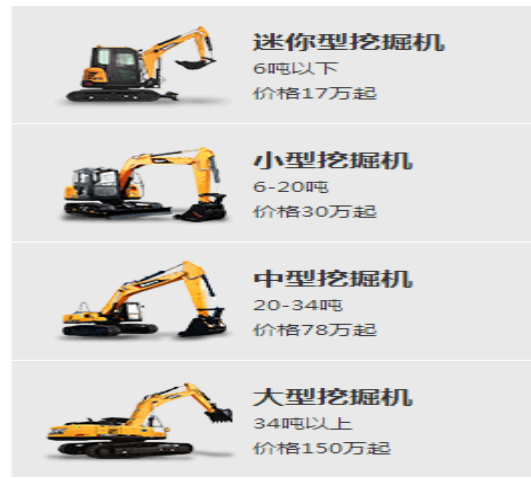 迷你型挖掘机
6吨以下
价格17万起
小型挖掘机
6-20吨
价格30万起
中型挖掘机
20-34吨
价格78万起
大型挖掘机
34吨以上
价格150万起